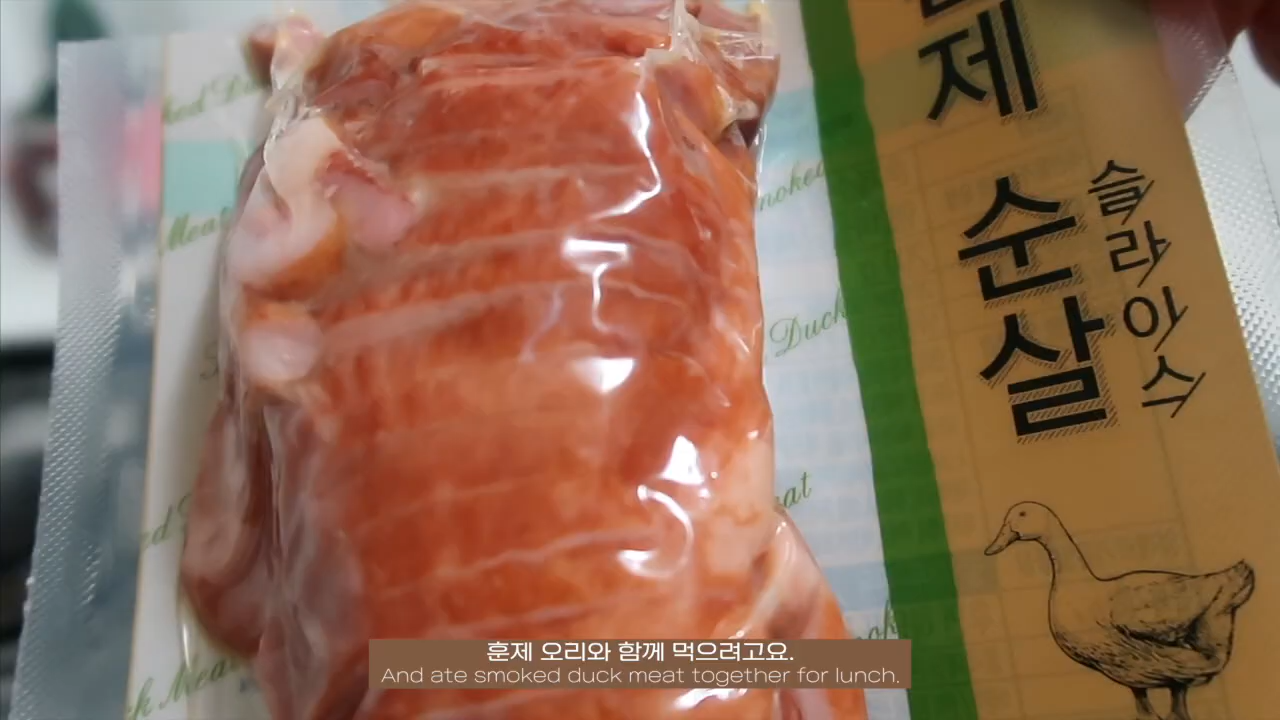 제 순살
슬라이스
Smoked Duck Meat
훈제 오리와 함께 먹으려고요.
And ate smoked duck meat together for lunch.